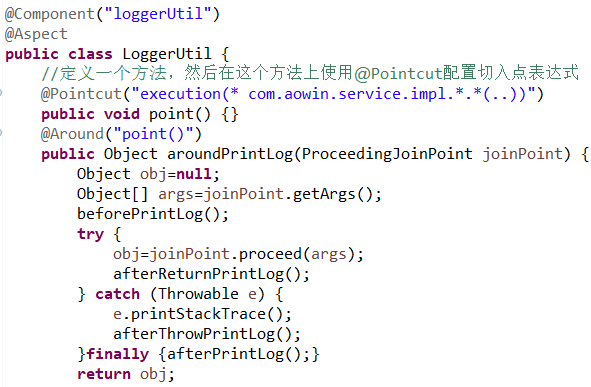 @Component("loggerUtil")
@Aspect
public class LoggerUtil {
//定义一个方法，然后在这个方法上使用@Pointcut配置切入点表达式
@Pointcut("execution(* com.aowin.service.impl.*.*(..))")
public void point() {}
@Around("point()")
public Object aroundPrintLog(ProceedingJoinPoint joinPoint) {
Object obj=null;
Object[] args=joinPoint.getArgs();
beforePrintLog();
try {
obj=joinPoint.proceed(args);
afterReturnPrintLog();
} catch (Throwable e) {
e.printStackTrace();
afterThrowPrintLog();
}finally {afterPrintLog();}
return obj;